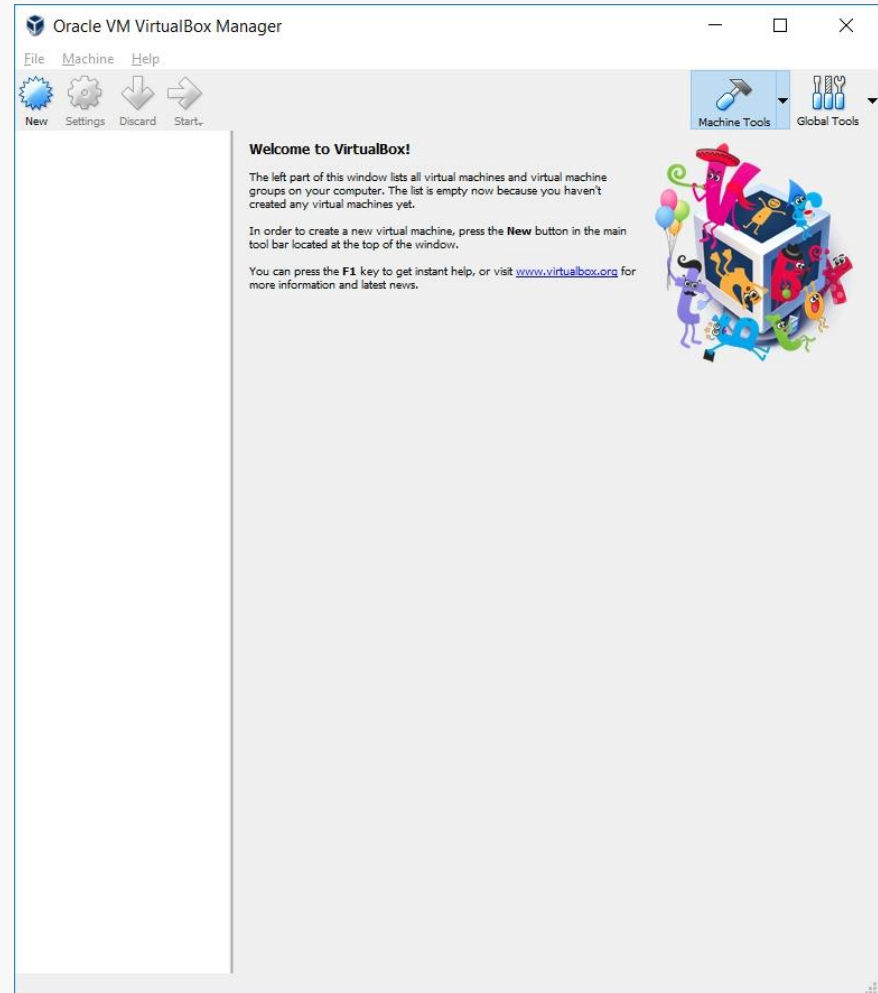 Oracle VM VirtualBox Manager
File Machine Help
New Settings Discard Start
Machine Tools Global Tools
Welcome to VirtualBox!
The left part of this window lists all virtual machines and virtual machine
groups on your computer. The list is empty now because you haven't
created any virtual machines yet.
In order to create a new virtual machine, press the New button in the main
tool bar located at the top of the window.
You can press the F1 key to get instant help, or visit www.virtualbox.org for
more information and latest news.